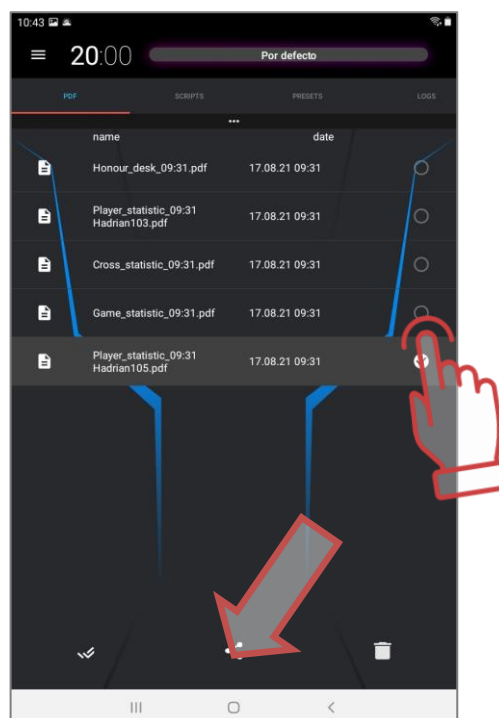 10:43
20:00 Por defecto
PDF SCRIPTS PRESETS LOGS
name date
Honour_desk_09:31.pdf 17.08.21 09:31
Player_statistic_09:31
Hadrian103.pdf 17.08.21 09:31
Cross_statistic_09:31.pdf 17.08.21 09:31
Game_statistic_09:31.pdf 17.08.21 09:31
Player_statistic_09:31
Hadrian105.pdf 17.08.21 09:31